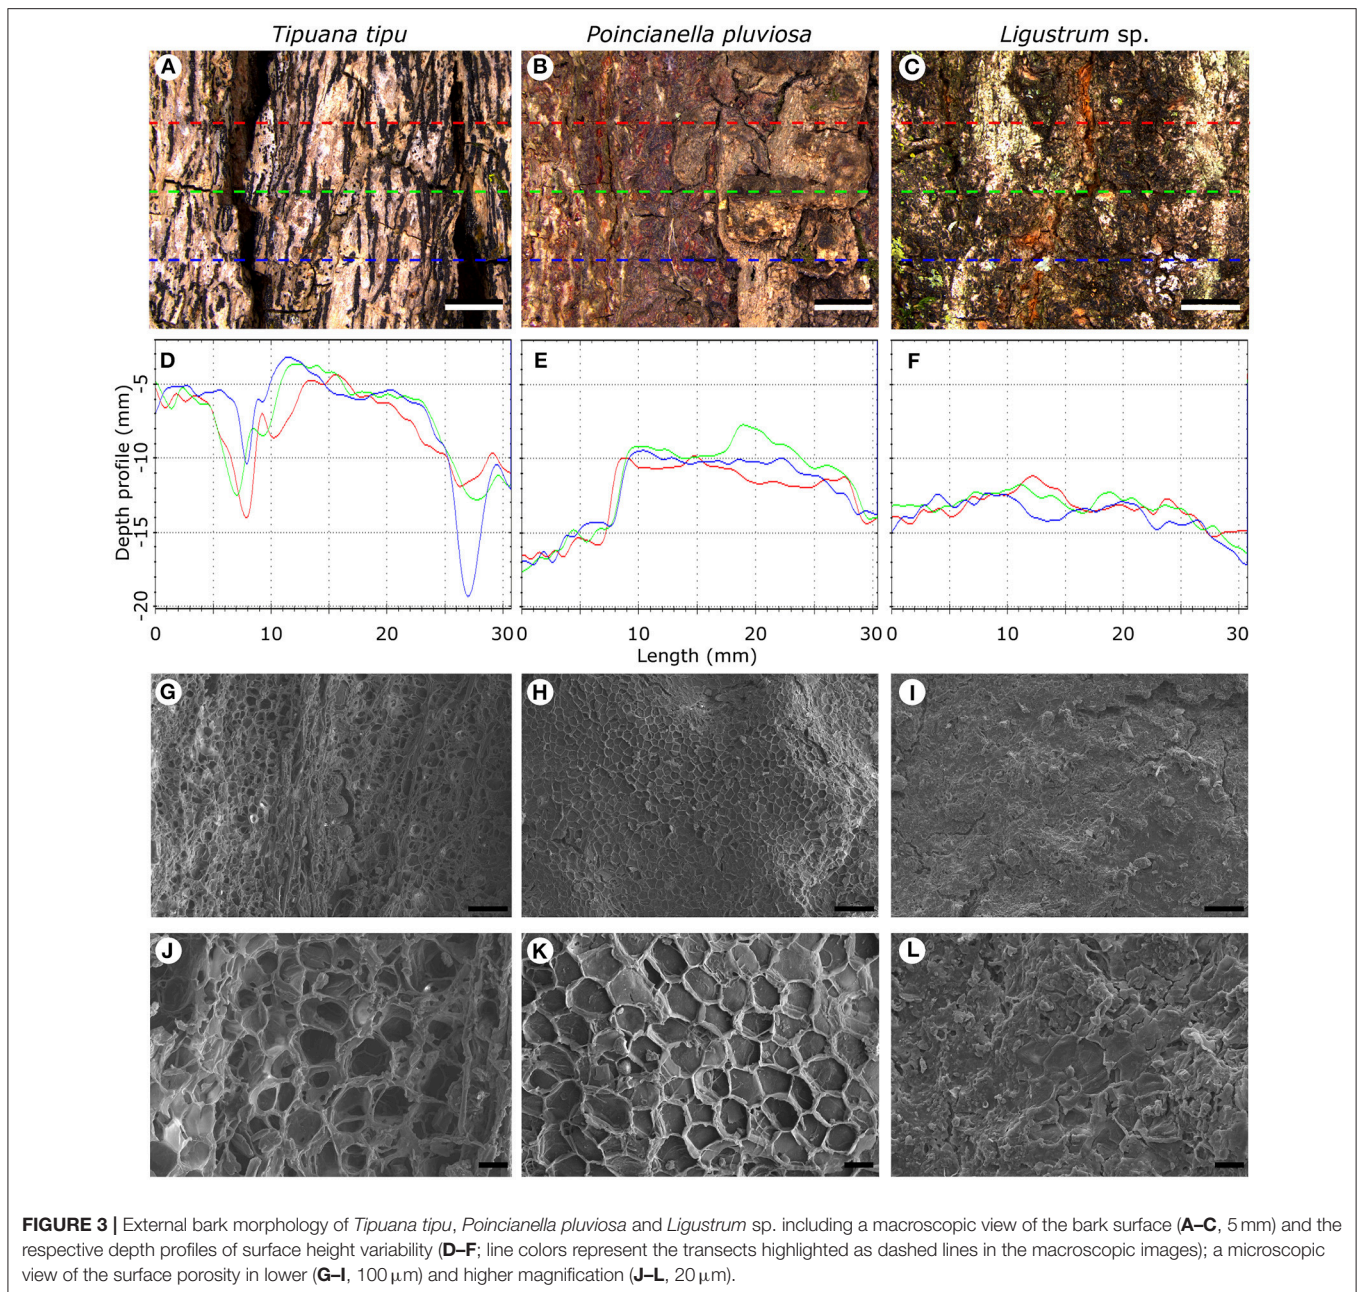 Tipuana tipu Poincianella pluviosa Ligustrum sp.
A B C
D E F
Depth profile (mm)
-5
-10
-15
-20
0 10 20 30 0 10 20 30 0 10 20 30
Length (mm)
G H I
J K L
FIGURE 3 | External bark morphology of Tipuana tipu, Poincianella pluviosa and Ligustrum sp. including a macroscopic view of the bark surface (A–C, 5 mm) and the
respective depth profiles of surface height variability (D–F; line colors represent the transects highlighted as dashed lines in the macroscopic images); a microscopic
view of the surface porosity in lower (G–I, 100 μm) and higher magnification (J–L, 20 μm).